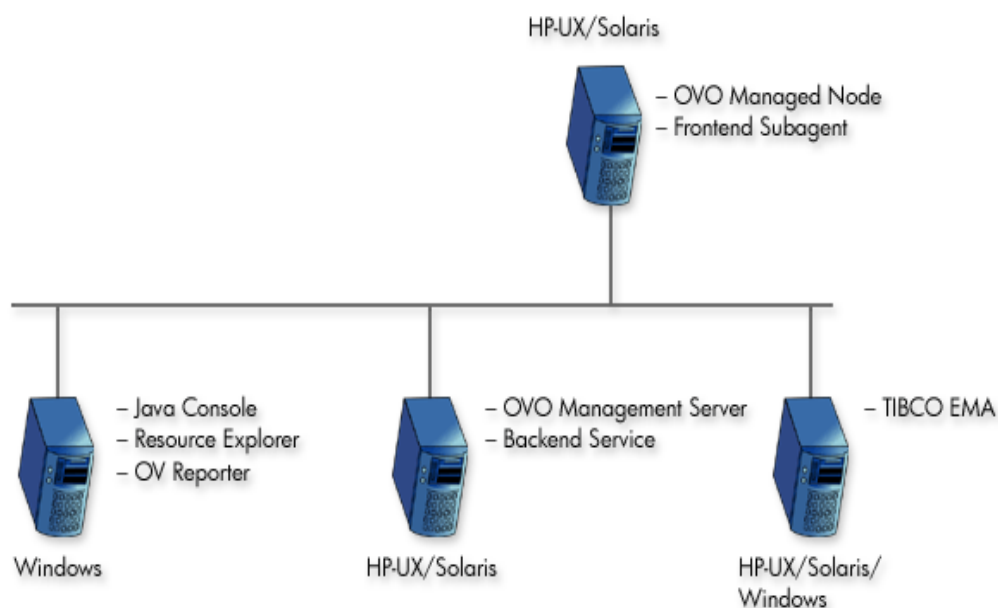 HP-UX/Solaris
– OVO Managed Node
– Frontend Subagent
– Java Console
– Resource Explorer
– OV Reporter
Windows
– OVO Management Server
– Backend Service
HP-UX/Solaris
– TIBCO EMA
HP-UX/Solaris/
Windows